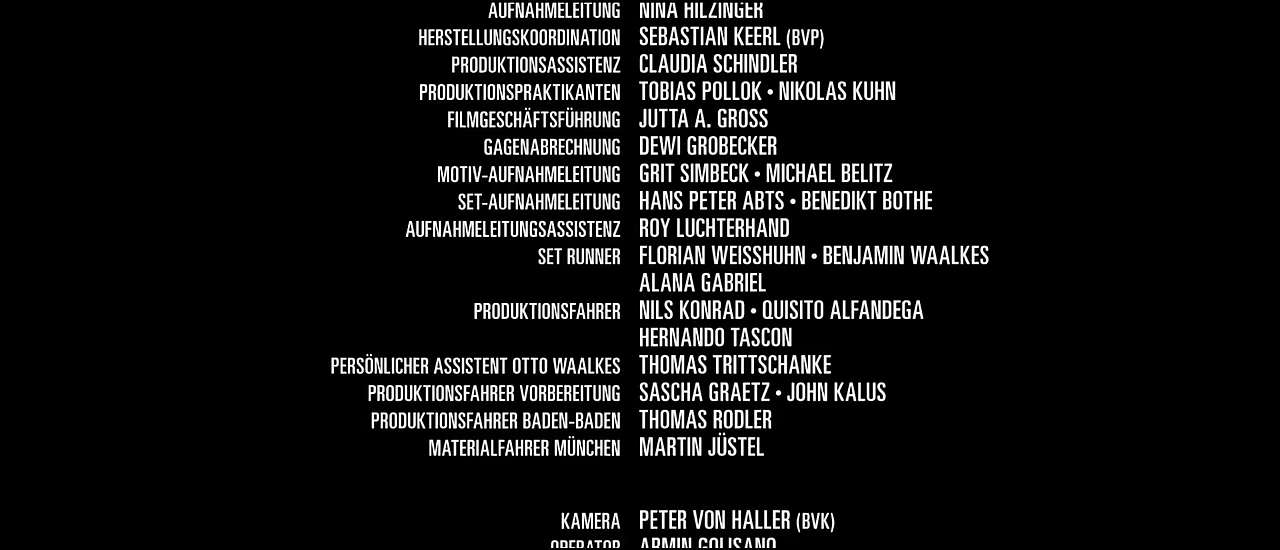 AUFNAHMELEITUNG NINA HILZINGER
HERSTELLUNGSKOORDINATION SEBASTIAN KEERL (BVP)
PRODUKTIONSASSISTENZ CLAUDIA SCHINDLER
PRODUKTIONSPRAKTIKANTEN TOBIAS POLLOK • NIKOLAS KUHN
FILMGESCHÄFTSFÜHRUNG JUTTA A. GROSS
GAGENABRECHNUNG DEWI GROBECKER
MOTIV-AUFNAHMELEITUNG GRIT SIMBECK • MICHAEL BELITZ
SET-AUFNAHMELEITUNG HANS PETER ABTS • BENEDIKT BOTHE
AUFNAHMELEITUNGSASSISTENZ ROY LUCHTERHAND
SET RUNNER FLORIAN WEISSHUHN • BENJAMIN WAALKES
ALANA GABRIEL
PRODUKTIONSFAHRER NILS KONRAD • QUISITO ALFANDEGA
HERNANDO TASCON
PERSÖNLICHER ASSISTENT OTTO WAALKES THOMAS TRITTSCHANKE
PRODUKTIONSFAHRER VORBEREITUNG SASCHA GRAETZ • JOHN KALUS
PRODUKTIONSFAHRER BADEN-BADEN THOMAS RODLER
MATERIALFAHRER MÜNCHEN MARTIN JÜSTEL
KAMERA PETER VON HALLER (BVK)
OPERATOR ARMIN GOLISANO